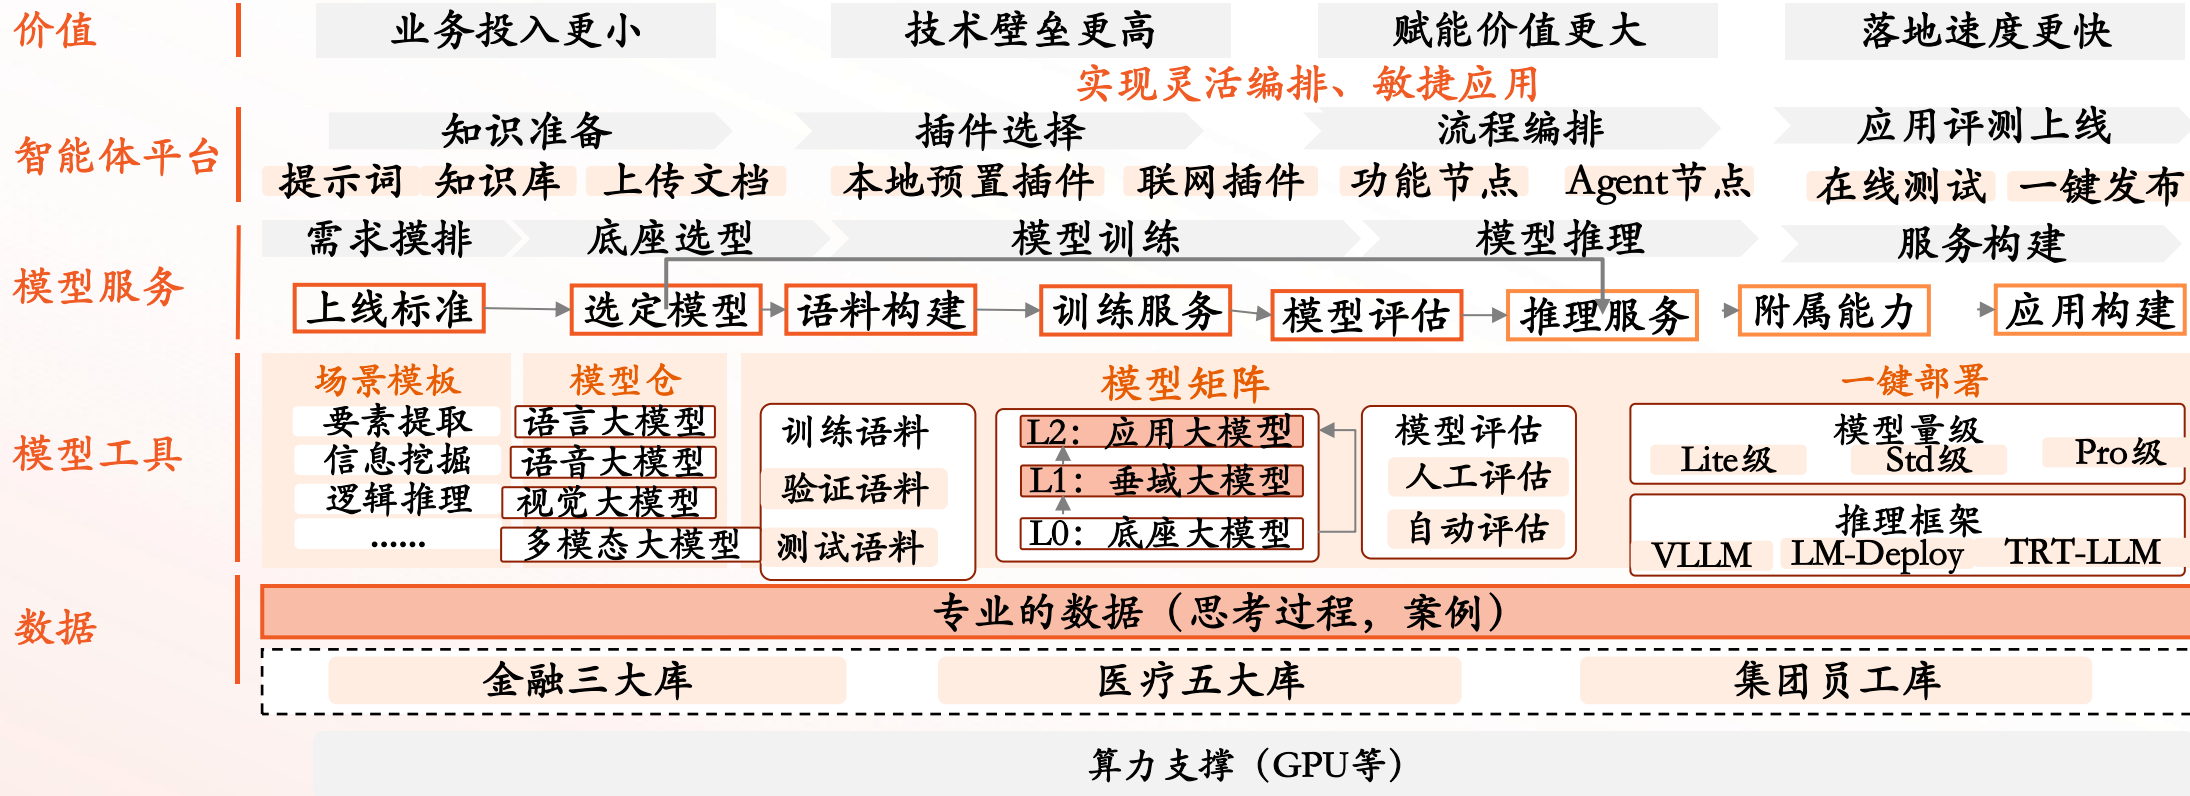 价值
业务投入更小
技术壁垒更高
赋能价值更大
落地速度更快
实现灵活编排、敏捷应用
智能体平台
知识准备
插件选择
流程编排
应用评测上线
提示词
知识库
上传文档
本地预置插件
联网插件
功能节点
Agent节点
在线测试
一键发布
模型服务
需求摸排
底座选型
模型训练
模型推理
服务构建
上线标准
选定模型
语料构建
训练服务
模型评估
推理服务
附属能力
应用构建
模型工具
场景模板
要素提取
信息挖掘
逻辑推理
......
模型仓
语言大模型
语音大模型
视觉大模型
多模态大模型
模型矩阵
训练语料
验证语料
测试语料
L2：应用大模型
L1：垂域大模型
L0：底座大模型
模型评估
人工评估
自动评估
一键部署
模型量级
Lite级
Std级
Pro级
推理框架
VLLM
LM-Deploy
TRT-LLM
数据
专业的数据（思考过程，案例）
金融三大库
医疗五大库
集团员工库
算力支撑（GPU等）